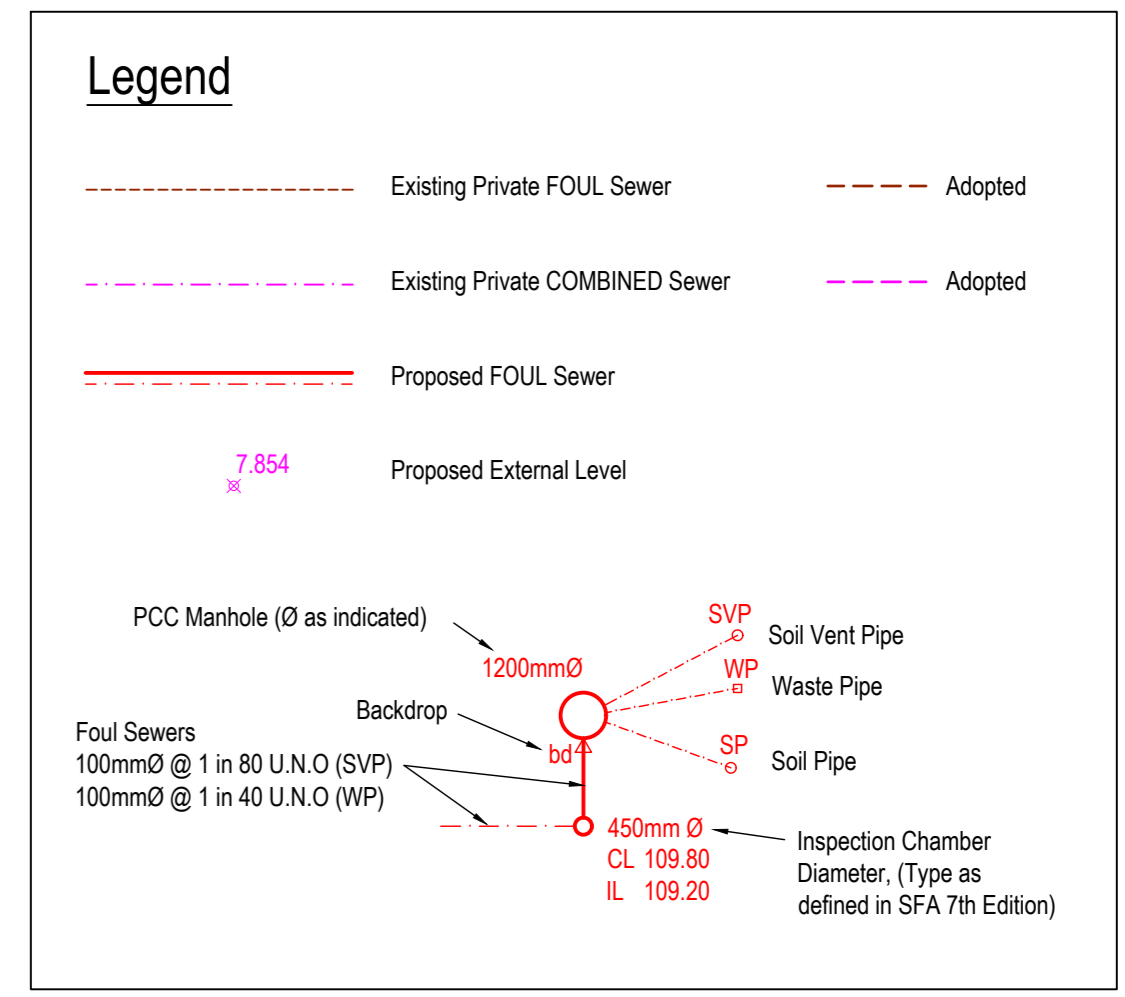 Legend
Existing Private FOUL Sewer
Adopted
Existing Private COMBINED Sewer
Adopted
Proposed FOUL Sewer
7.854
Proposed External Level
PCC Manhole (Ø as indicated)
1200mmØ
SVP
Soil Vent Pipe
WP
Waste Pipe
Backdrop
bd
SP
Soil Pipe
Foul Sewers
100mmØ @ 1 in 80 U.N.O (SVP)
100mmØ @ 1 in 40 U.N.O (WP)
450mm Ø
CL 109.80
IL 109.20
Inspection Chamber
Diameter, (Type as
defined in SFA 7th Edition)